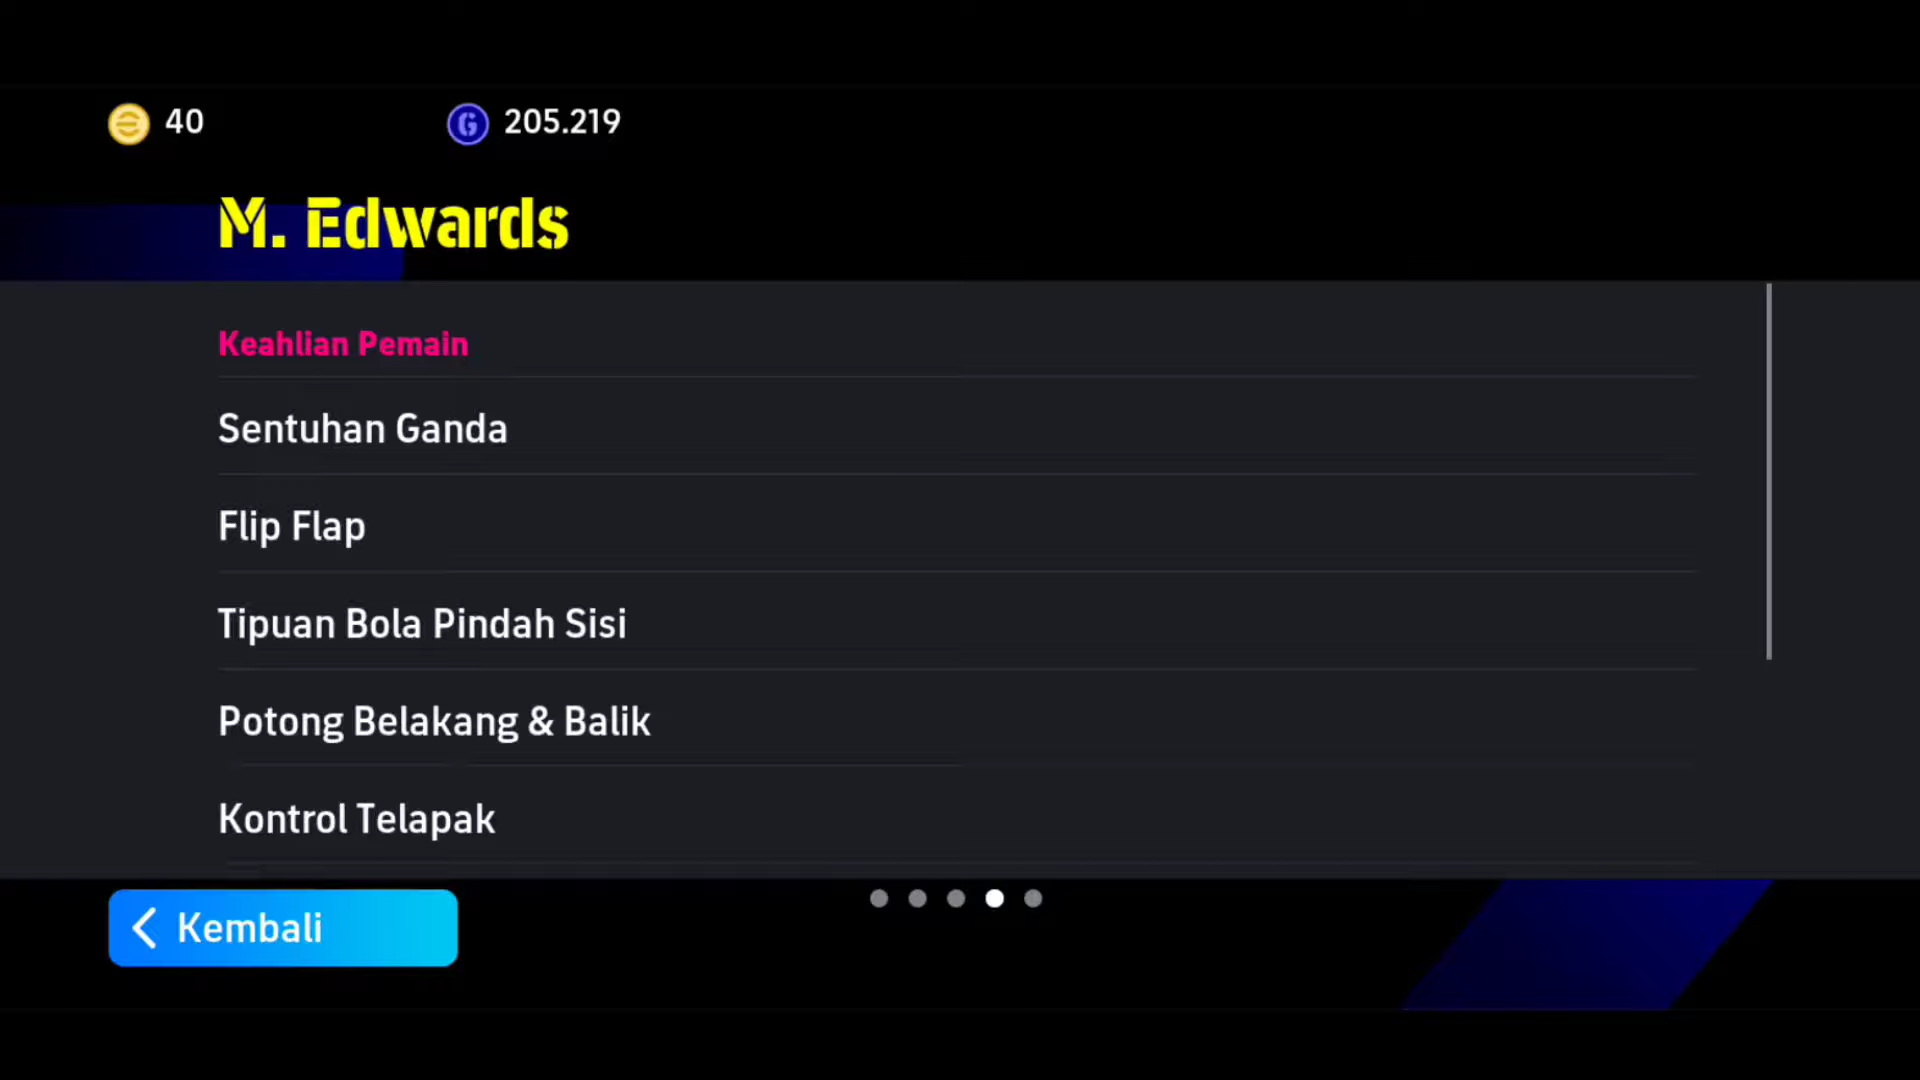 40
205.219
M. Edwards
Keahlian Pemain
Sentuhan Ganda
Flip Flap
Tipuan Bola Pindah Sisi
Potong Belakang & Balik
Kontrol Telapak
Kembali